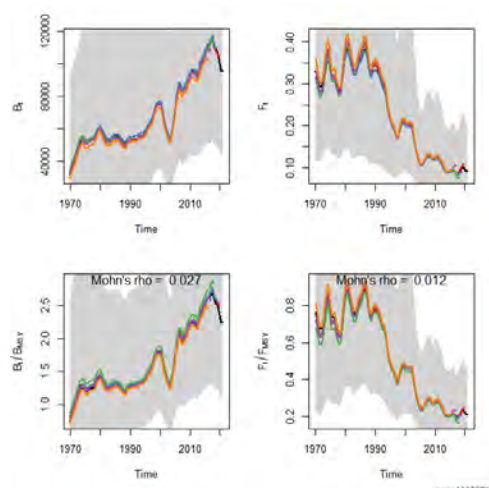 120000
80000
40000
Bt
1970
1990
2010
Time
0.40
0.30
0.20
0.10
Ft
1970
1990
2010
Time
Mohn's rho = 0.027
2.5
2.0
1.5
1.0
Bt / BMSY
1970
1990
2010
Time
Mohn's rho = 0.012
0.8
0.6
0.4
0.2
Ft / FMSY
1970
1990
2010
Time